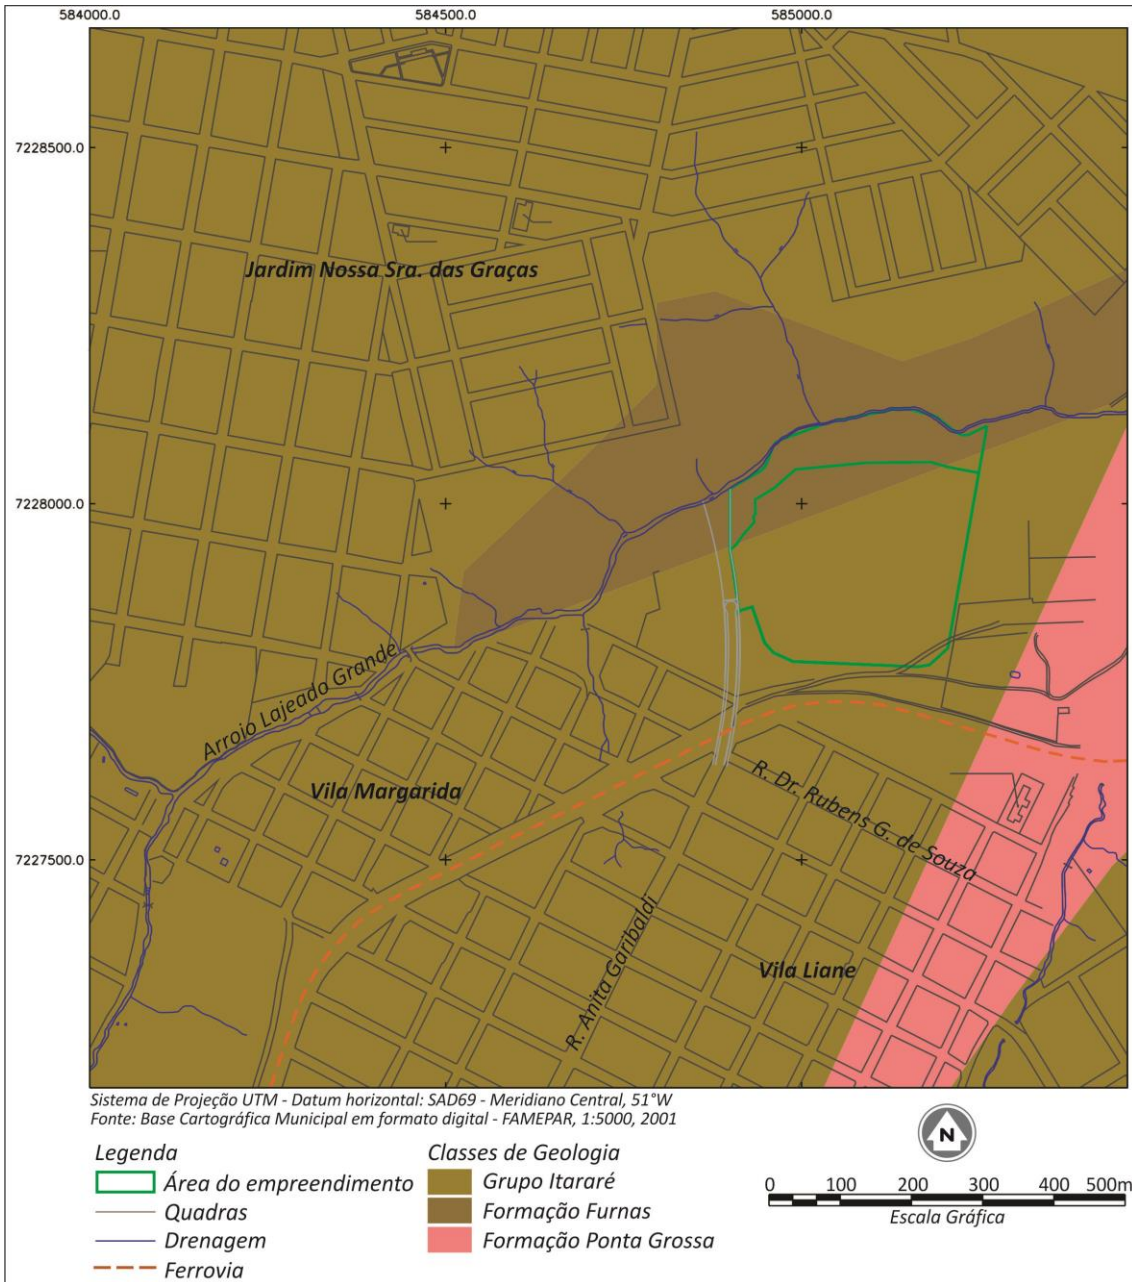 584000.0 584500.0 585000.0
7228500.0
Jardim Nossa Sra. das Graças
7228000.0
Arroio Lajeado Grande
Vila Margarida
R. Dr. Rubens G. de Souza
7227500.0
R. Anita Garibaldi
Vila Liane
Sistema de Projeção UTM - Datum horizontal: SAD69 - Meridiano Central, 51°W
Fonte: Base Cartográfica Municipal em formato digital - FAMEPAR, 1:5000, 2001
N
Legenda
Área do empreendimento
Quadras
Drenagem
Ferrovia
Classes de Geologia
Grupo Itararé
Formação Furnas
Formação Ponta Grossa
0 100 200 300 400 500m
Escala Gráfica